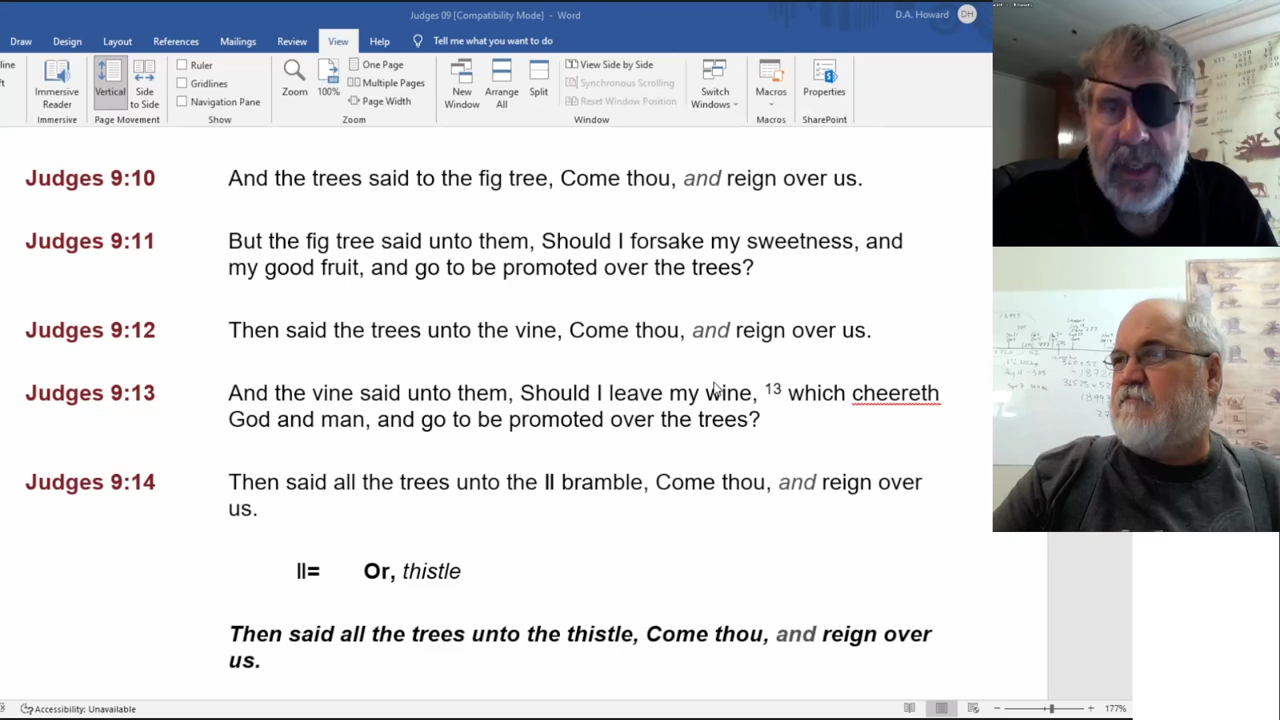 Judges 09 [Compatibility Mode] - Word
D.A. Howard DH
Draw Design Layout References Mailings Review View Help Tell me what you want to do
Immersive Reader
Immersive
Vertical
Side to Side
Page Movement
Ruler
Gridlines
Navigation Pane
Show
Zoom
100%
One Page
Multiple Pages
Page Width
Zoom
New Window
Arrange All
Split
View Side by Side
Synchronous Scrolling
Reset Window Position
Window
Switch Windows
Macros
Macros
Properties
SharePoint
Judges 9:10 And the trees said to the fig tree, Come thou, and reign over us.
Judges 9:11 But the fig tree said unto them, Should I forsake my sweetness, and
my good fruit, and go to be promoted over the trees?
Judges 9:12 Then said the trees unto the vine, Come thou, and reign over us.
Judges 9:13 And the vine said unto them, Should I leave my wine, 13 which cheereth
God and man, and go to be promoted over the trees?
Judges 9:14 Then said all the trees unto the ll bramble, Come thou, and reign over
us.
ll= Or, thistle
Then said all the trees unto the thistle, Come thou, and reign over
us.
Accessibility: Unavailable
177%